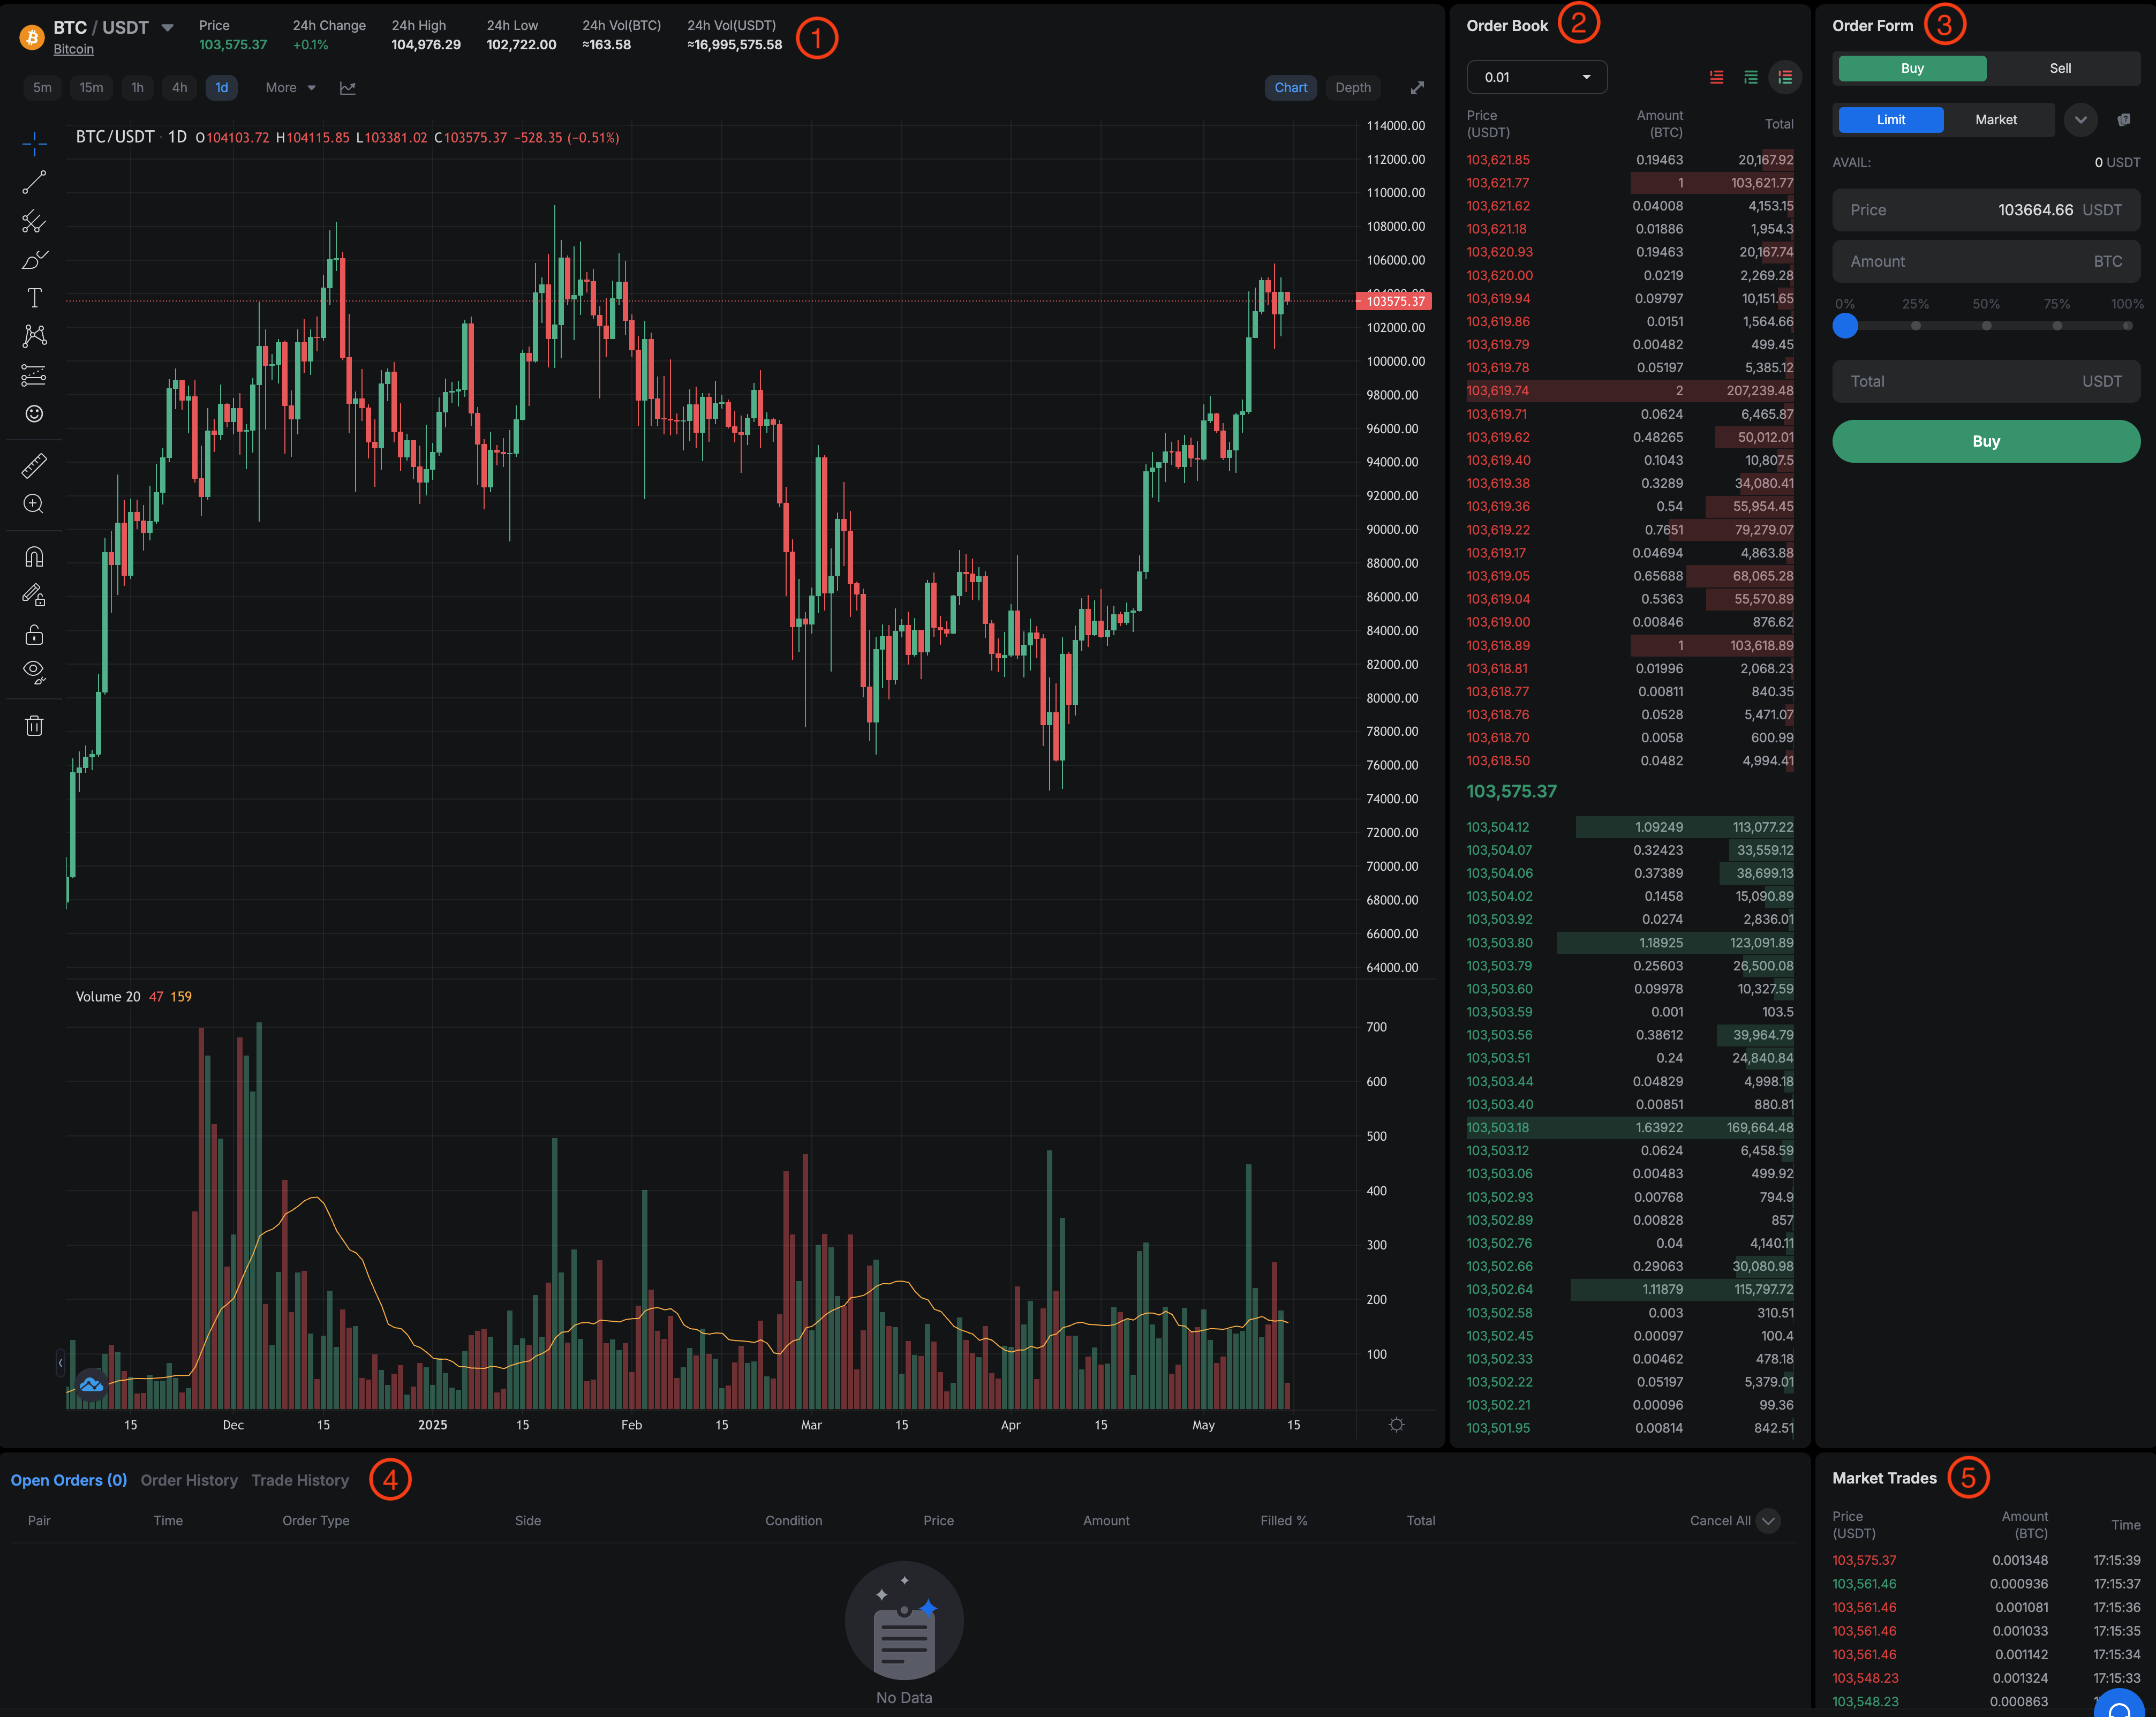 BTC / USDT
Bitcoin
Price
103,575.37
24h Change
+0.1%
24h High
104,976.29
24h Low
102,722.00
24h Vol(BTC)
≈163.58
24h Vol(USDT)
≈16,995,575.58
1
5m 15m 1h 4h 1d More
Chart Depth
BTC/USDT · 1D O104103.72 H104115.85 L103381.02 C103575.37 −528.35 (−0.51%)
114000.00
112000.00
110000.00
108000.00
106000.00
103575.37
102000.00
100000.00
98000.00
96000.00
94000.00
92000.00
90000.00
88000.00
86000.00
84000.00
82000.00
80000.00
78000.00
76000.00
74000.00
72000.00
70000.00
68000.00
66000.00
64000.00
Volume 20 47 159
700
600
500
400
300
200
100
15 Dec 15 2025 15 Feb 15 Mar 15 Apr 15 May 15
Order Book 2
0.01
Price (USDT) Amount (BTC) Total
103,621.85 0.19463 20,167.92
103,621.77 1 103,621.77
103,621.62 0.04008 4,153.15
103,621.18 0.01886 1,954.3
103,620.93 0.19463 20,167.74
103,620.00 0.0219 2,269.28
103,619.94 0.09797 10,151.65
103,619.86 0.0151 1,564.66
103,619.79 0.00482 499.45
103,619.78 0.05197 5,385.12
103,619.74 2 207,239.48
103,619.71 0.0624 6,465.87
103,619.62 0.48265 50,012.01
103,619.40 0.1043 10,807.5
103,619.38 0.3289 34,080.41
103,619.36 0.54 55,954.45
103,619.22 0.7651 79,279.07
103,619.17 0.04694 4,863.88
103,619.05 0.65688 68,065.28
103,619.04 0.5363 55,570.89
103,619.00 0.00846 876.62
103,618.89 1 103,618.89
103,618.81 0.01996 2,068.23
103,618.77 0.00811 840.35
103,618.76 0.0528 5,471.07
103,618.70 0.0058 600.99
103,618.50 0.0482 4,994.41
103,575.37
103,504.12 1.09249 113,077.22
103,504.07 0.32423 33,559.12
103,504.06 0.37389 38,699.13
103,504.02 0.1458 15,090.89
103,503.92 0.0274 2,836.01
103,503.80 1.18925 123,091.89
103,503.79 0.25603 26,500.08
103,503.60 0.09978 10,327.59
103,503.59 0.001 103.5
103,503.56 0.38612 39,964.79
103,503.51 0.24 24,840.84
103,503.44 0.04829 4,998.18
103,503.40 0.00851 880.81
103,503.18 1.63922 169,664.48
103,503.12 0.0624 6,458.59
103,503.06 0.00483 499.92
103,502.93 0.00768 794.9
103,502.89 0.00828 857
103,502.76 0.04 4,140.11
103,502.66 0.29063 30,080.98
103,502.64 1.11879 115,797.72
103,502.58 0.003 310.51
103,502.45 0.00097 100.4
103,502.33 0.00462 478.18
103,502.22 0.05197 5,379.01
103,502.21 0.00096 99.36
103,501.95 0.00814 842.51
Order Form 3
Buy Sell
Limit Market
AVAIL: 0 USDT
Price 103664.66 USDT
Amount BTC
0% 25% 50% 75% 100%
Total USDT
Buy
Open Orders (0) Order History Trade History 4
Pair Time Order Type Side Condition Price Amount Filled % Total Cancel All
No Data
Market Trades 5
Price (USDT) Amount (BTC) Time
103,575.37 0.001348 17:15:39
103,561.46 0.000936 17:15:37
103,561.46 0.001081 17:15:36
103,561.46 0.001033 17:15:35
103,561.46 0.001142 17:15:34
103,548.23 0.001324 17:15:33
103,548.23 0.000863